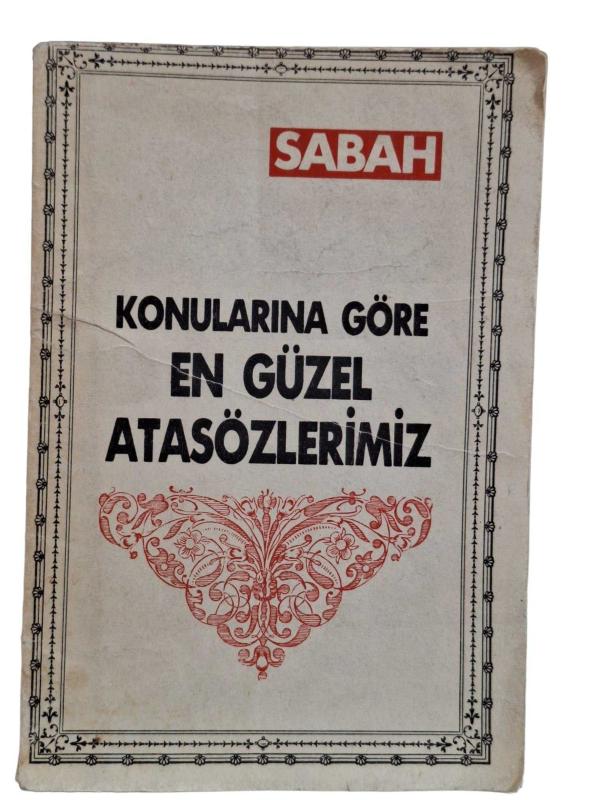 SABAH
KONULARINA GÖRE
EN GÜZEL
ATASÖZLERİMİZ